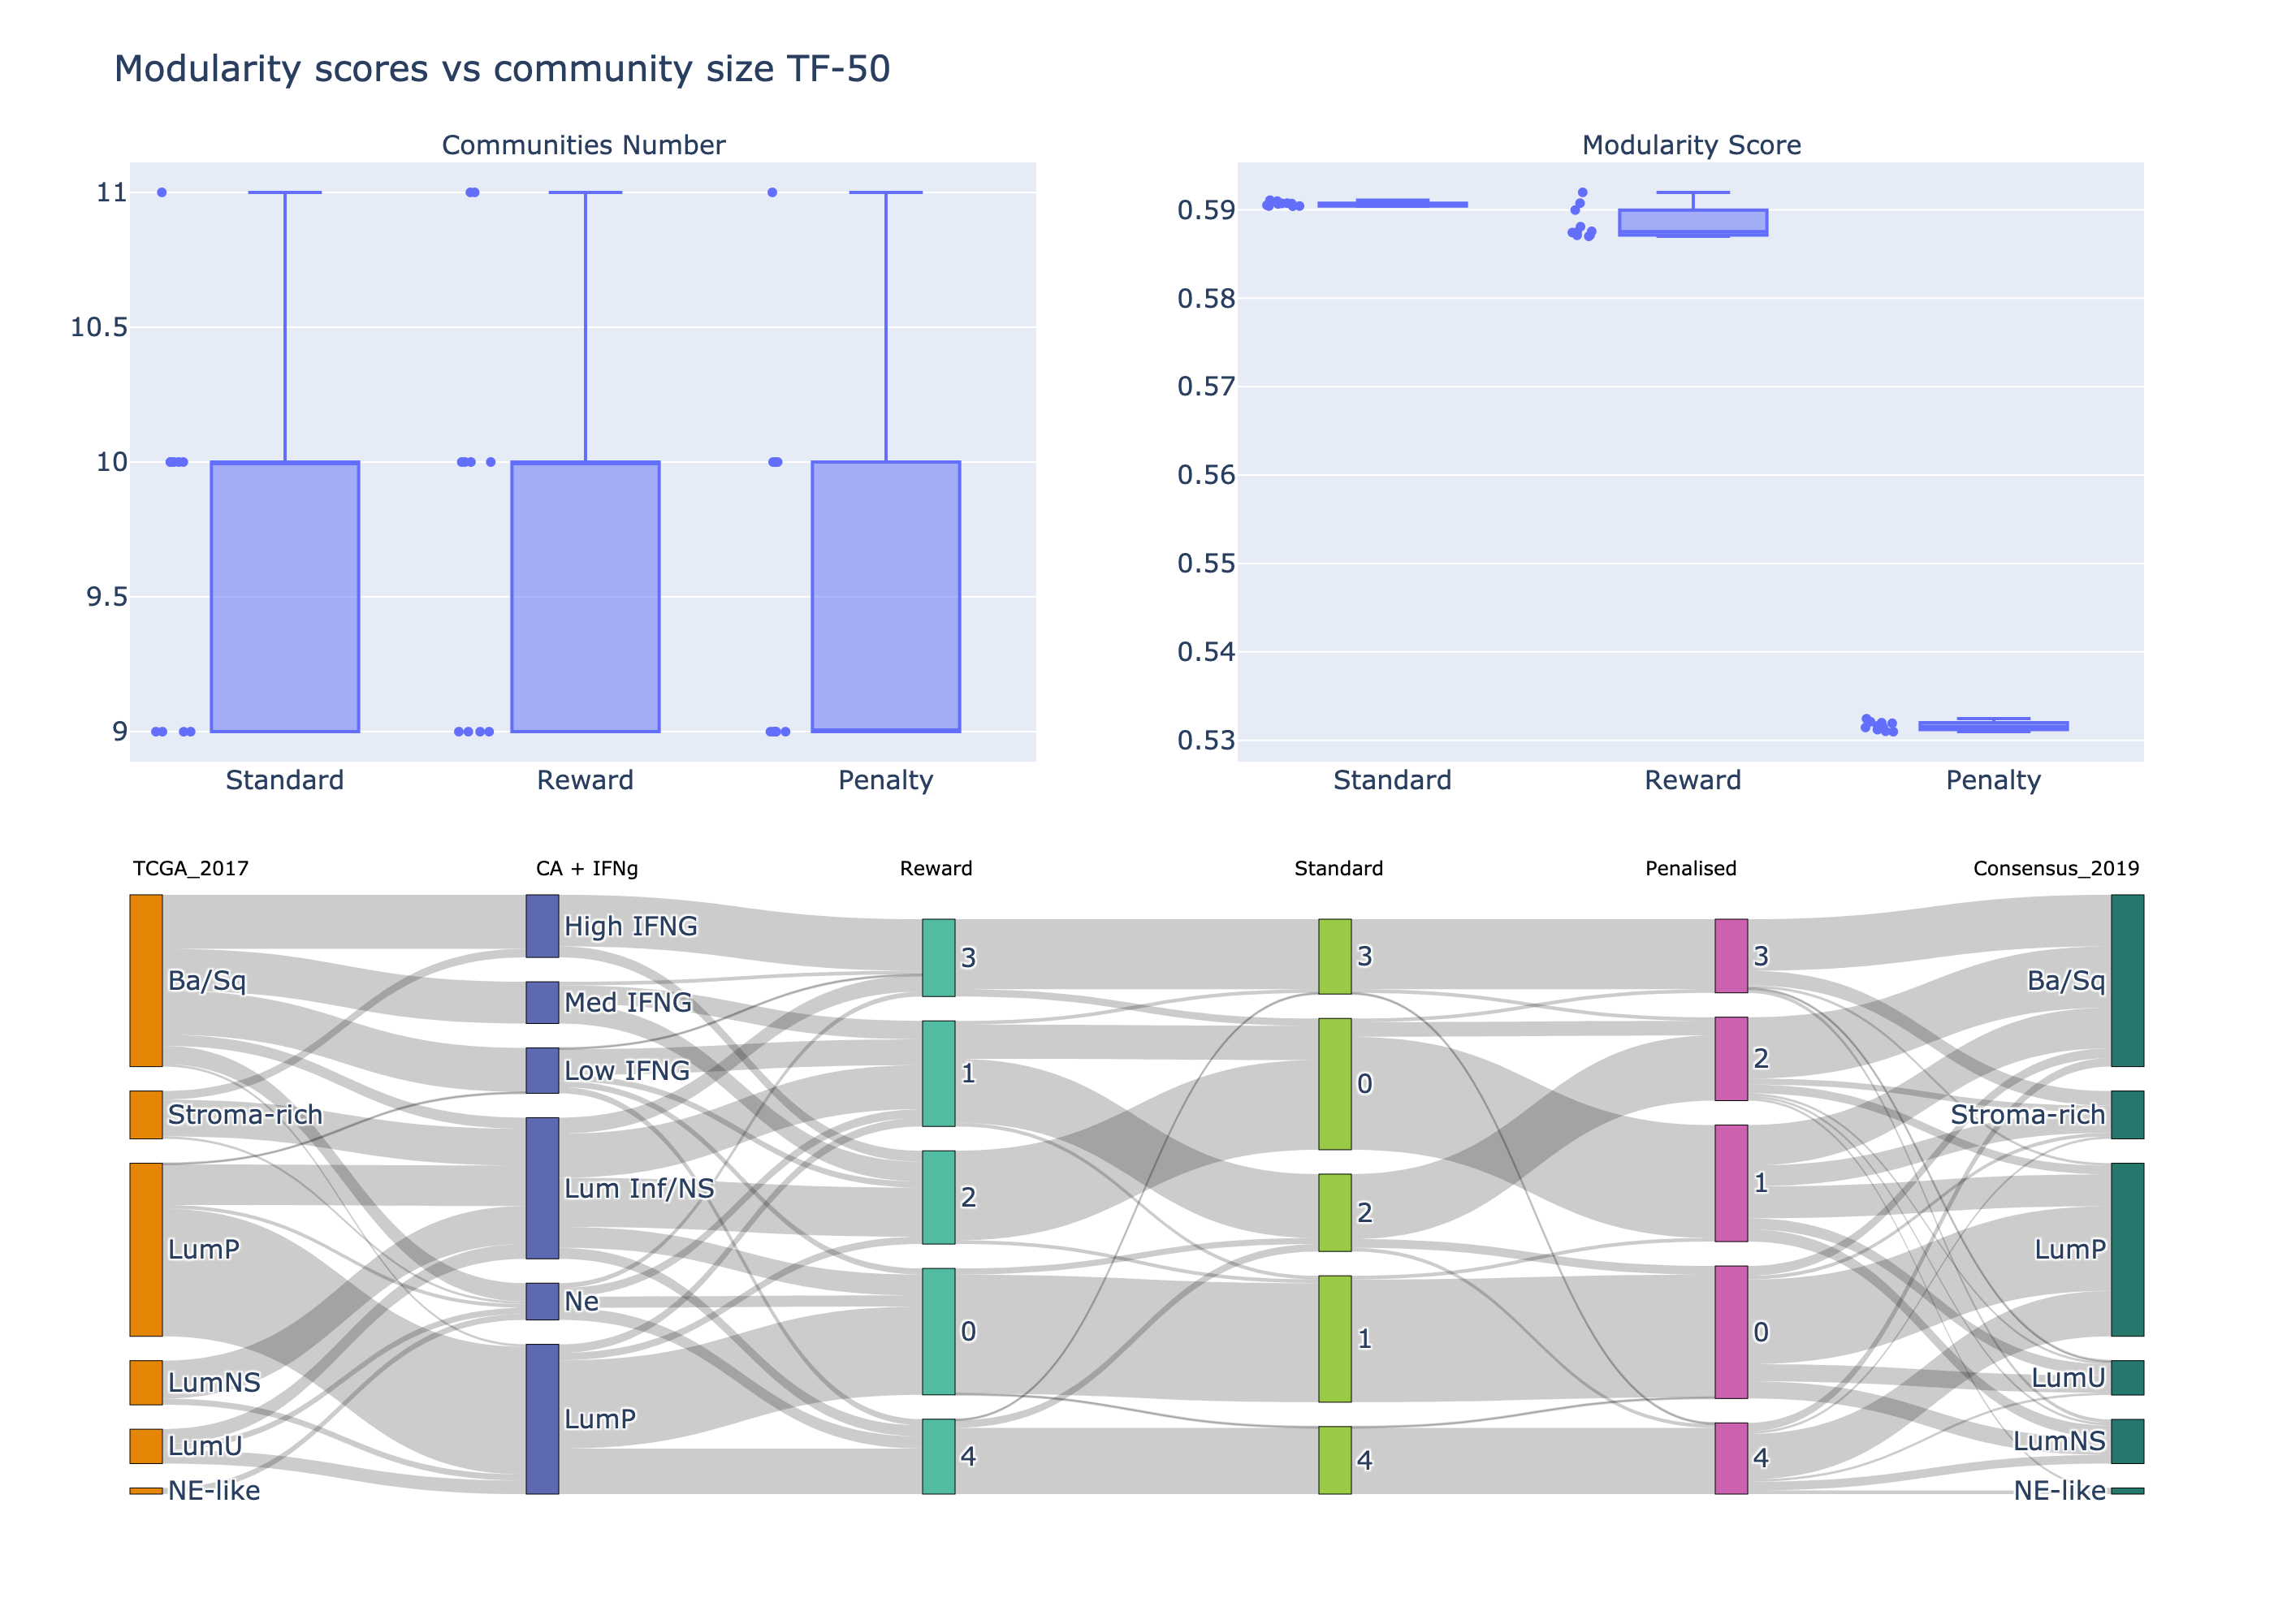 Modularity scores vs community size TF-50
Communities Number
11
10.5
10
9.5
9
Standard Reward Penalty
Modularity Score
0.59
0.58
0.57
0.56
0.55
0.54
0.53
Standard Reward Penalty
TCGA_2017 CA + IFNg Reward Standard Penalised Consensus_2019
Ba/Sq
Stroma-rich
LumP
LumNS
LumU
NE-like
High IFNG
Med IFNG
Low IFNG
Lum Inf/NS
Ne
LumP
3
1
2
0
4
3
0
2
1
4
3
2
1
0
4
Ba/Sq
Stroma-rich
LumP
LumU
LumNS
NE-like